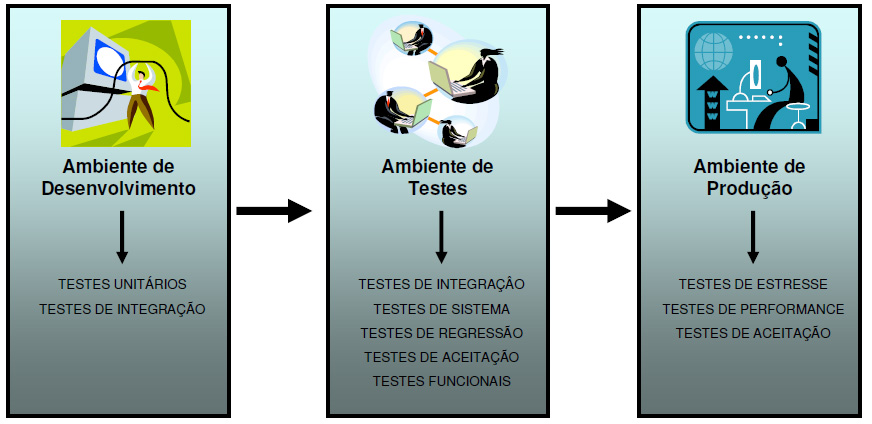 Ambiente de
Desenvolvimento
TESTES UNITÁRIOS
TESTES DE INTEGRAÇÃO
Ambiente de
Testes
TESTES DE INTEGRAÇÂO
TESTES DE SISTEMA
TESTES DE REGRESSÃO
TESTES DE ACEITAÇÃO
TESTES FUNCIONAIS
Ambiente de
Produção
TESTES DE ESTRESSE
TESTES DE PERFORMANCE
TESTES DE ACEITAÇÃO